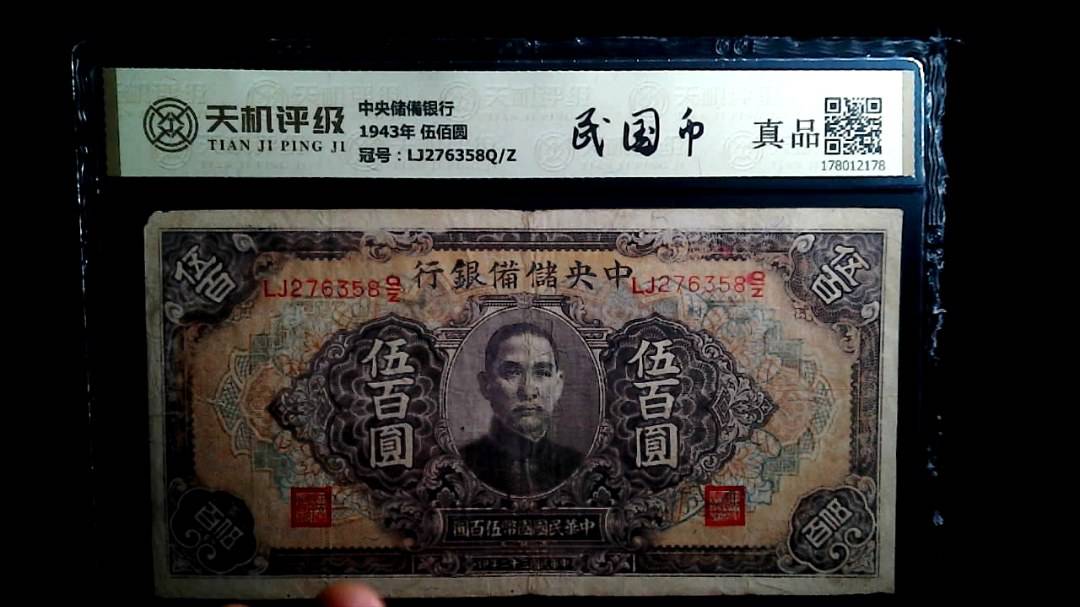 天机评级
TIAN JI PING JI
中央储備银行
1943年 伍佰圆
冠号：LJ276358Q/Z
民国币
真品
178012178
行銀備儲央中
LJ276358Q/Z
LJ276358Q/Z
伍百
伍百
伍百圓
伍百圓
圓百伍幣國國民華中
伍百
伍百